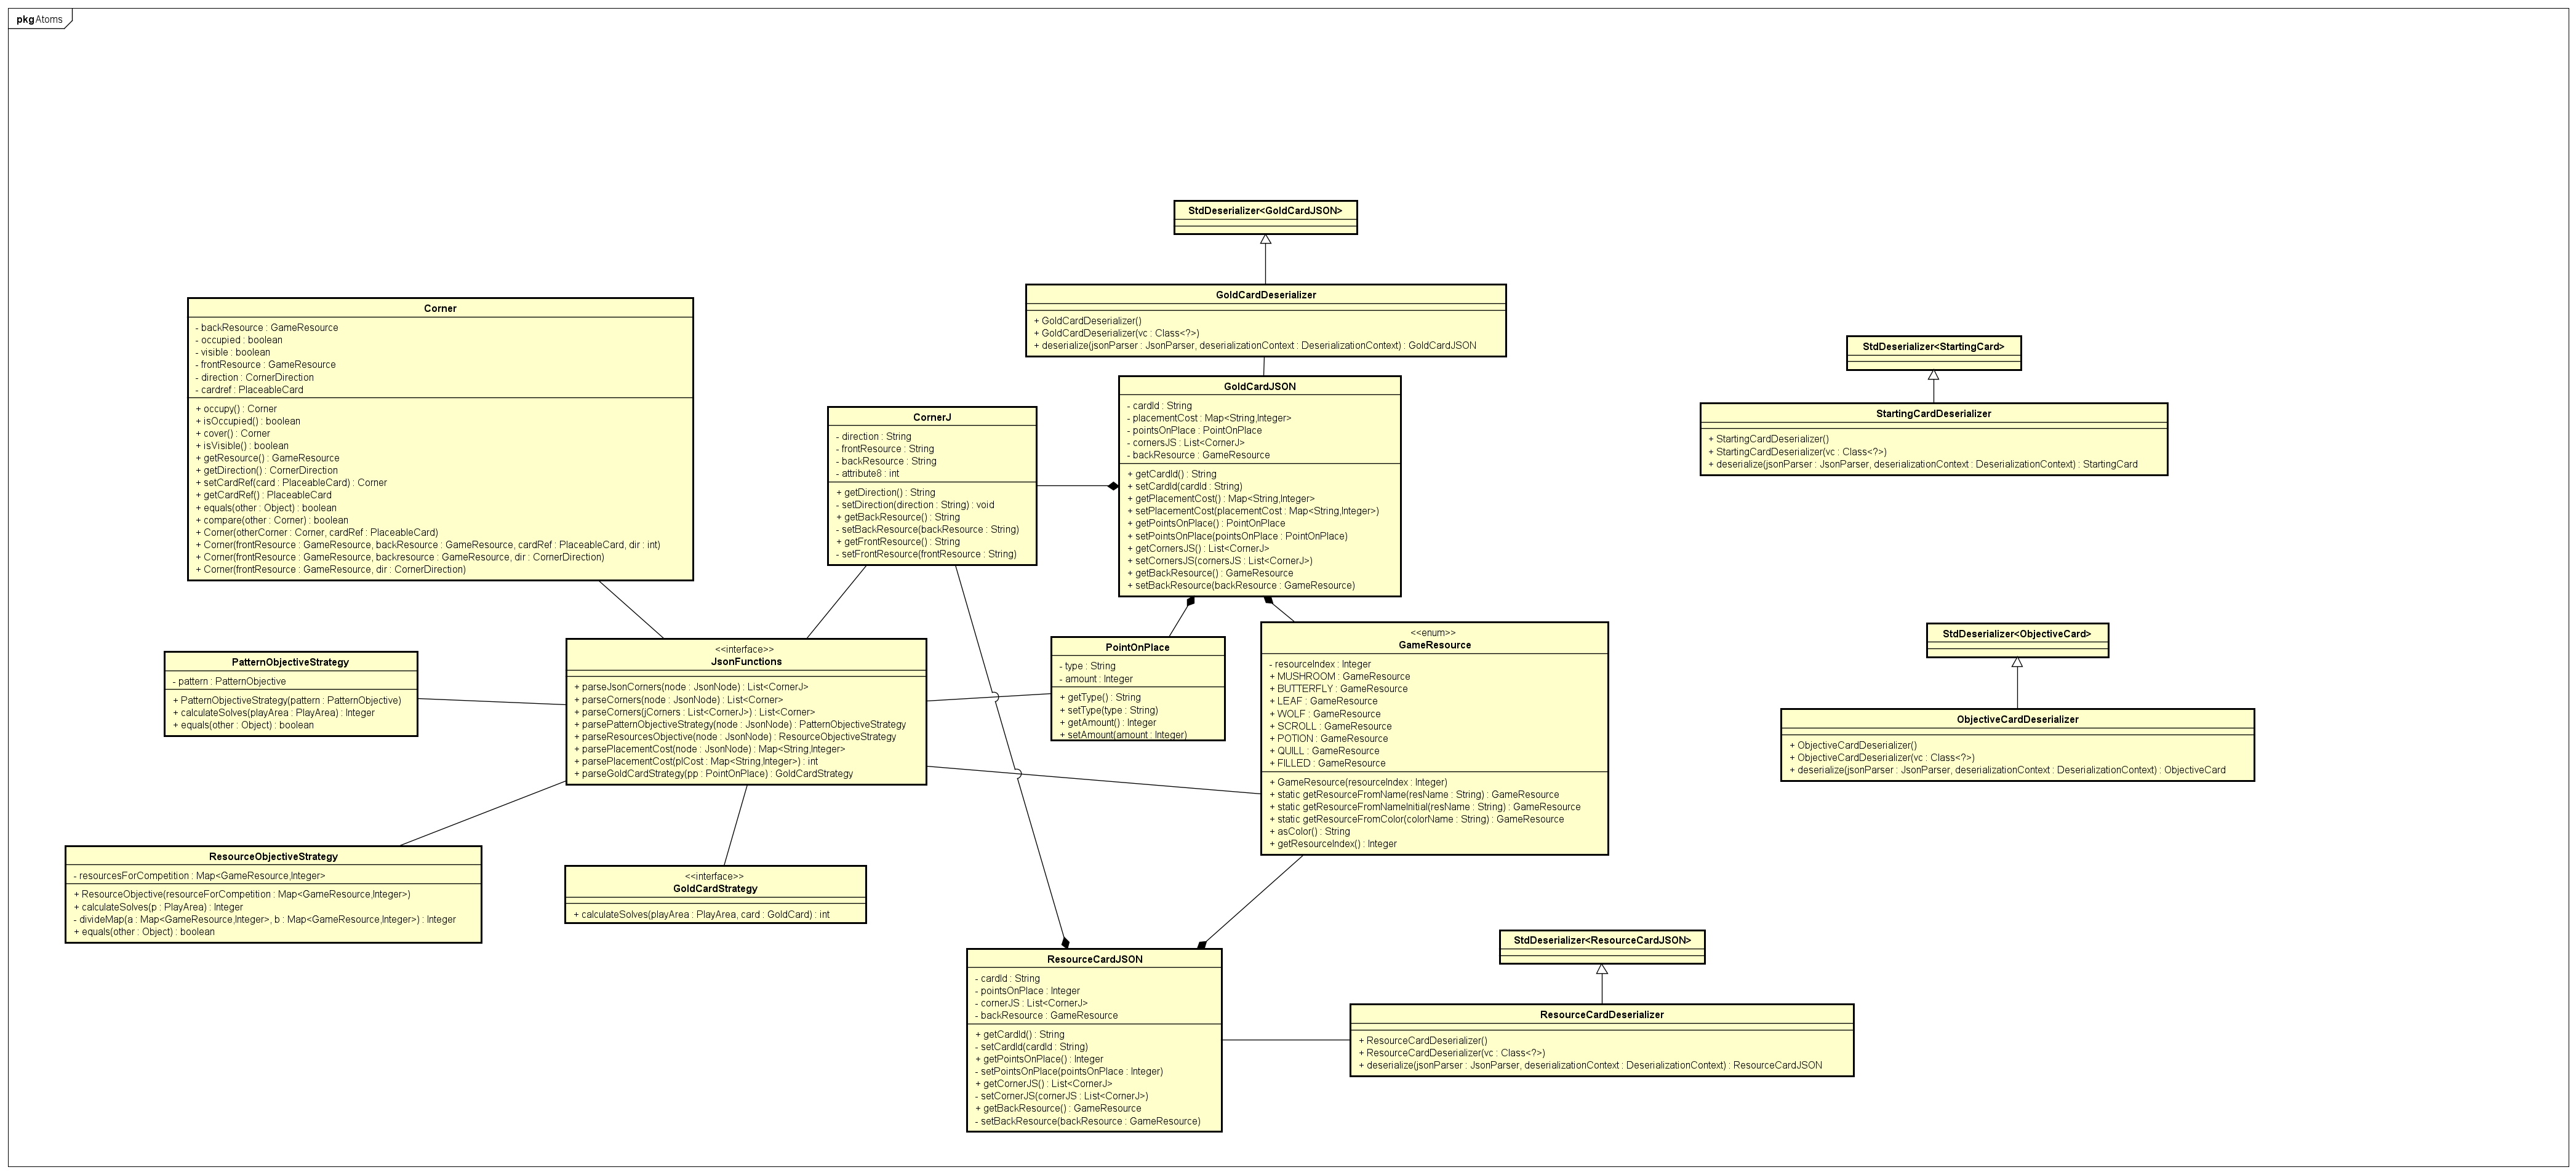 pkg Atoms
StdDeserializer<GoldCardJSON>
GoldCardDeserializer
+ GoldCardDeserializer()
+ GoldCardDeserializer(vc : Class<?>)
+ deserialize(jsonParser : JsonParser, deserializationContext : DeserializationContext) : GoldCardJSON
Corner
- backResource : GameResource
- occupied : boolean
- visible : boolean
- frontResource : GameResource
- direction : CornerDirection
- cardref : PlaceableCard
+ occupy() : Corner
+ isOccupied() : boolean
+ cover() : Corner
+ isVisible() : boolean
+ getResource() : GameResource
+ getDirection() : CornerDirection
+ setCardRef(card : PlaceableCard) : Corner
+ getCardRef() : PlaceableCard
+ equals(other : Object) : boolean
+ compare(other : Corner) : boolean
+ Corner(otherCorner : Corner, cardRef : PlaceableCard)
+ Corner(frontResource : GameResource, backResource : GameResource, cardRef : PlaceableCard, dir : int)
+ Corner(frontResource : GameResource, backresource : GameResource, dir : CornerDirection)
+ Corner(frontResource : GameResource, dir : CornerDirection)
CornerJ
- direction : String
- frontResource : String
- backResource : String
- attribute8 : int
+ getDirection() : String
- setDirection(direction : String) : void
+ getBackResource() : String
- setBackResource(backResource : String)
+ getFrontResource() : String
- setFrontResource(frontResource : String)
GoldCardJSON
- cardId : String
- placementCost : Map<String,Integer>
- pointsOnPlace : PointOnPlace
- cornersJS : List<CornerJ>
- backResource : GameResource
+ getCardId() : String
+ setCardId(cardId : String)
+ getPlacementCost() : Map<String,Integer>
+ setPlacementCost(placementCost : Map<String,Integer>)
+ getPointsOnPlace() : PointOnPlace
+ setPointsOnPlace(pointsOnPlace : PointOnPlace)
+ getCornersJS() : List<CornerJ>
+ setCornersJS(cornersJS : List<CornerJ>)
+ getBackResource() : GameResource
+ setBackResource(backResource : GameResource)
StdDeserializer<StartingCard>
StartingCardDeserializer
+ StartingCardDeserializer()
+ StartingCardDeserializer(vc : Class<?>)
+ deserialize(jsonParser : JsonParser, deserializationContext : DeserializationContext) : StartingCard
PatternObjectiveStrategy
- pattern : PatternObjective
+ PatternObjectiveStrategy(pattern : PatternObjective)
+ calculateSolves(playArea : PlayArea) : Integer
+ equals(other : Object) : boolean
<<interface>>
JsonFunctions
+ parseJsonCorners(node : JsonNode) : List<CornerJ>
+ parseCorners(node : JsonNode) : List<Corner>
+ parseCorners(jCorners : List<CornerJ>) : List<Corner>
+ parsePatternObjectiveStrategy(node : JsonNode) : PatternObjectiveStrategy
+ parseResourcesObjective(node : JsonNode) : ResourceObjectiveStrategy
+ parsePlacementCost(node : JsonNode) : Map<String,Integer>
+ parsePlacementCost(plCost : Map<String,Integer>) : int
+ parseGoldCardStrategy(pp : PointOnPlace) : GoldCardStrategy
PointOnPlace
- type : String
- amount : Integer
+ getType() : String
+ setType(type : String)
+ getAmount() : Integer
+ setAmount(amount : Integer)
<<enum>>
GameResource
- resourceIndex : Integer
+ MUSHROOM : GameResource
+ BUTTERFLY : GameResource
+ LEAF : GameResource
+ WOLF : GameResource
+ SCROLL : GameResource
+ POTION : GameResource
+ QUILL : GameResource
+ FILLED : GameResource
+ GameResource(resourceIndex : Integer)
+ static getResourceFromName(resName : String) : GameResource
+ static getResourceFromNameInitial(resName : String) : GameResource
+ static getResourceFromColor(colorName : String) : GameResource
+ asColor() : String
+ getResourceIndex() : Integer
StdDeserializer<ObjectiveCard>
ObjectiveCardDeserializer
+ ObjectiveCardDeserializer()
+ ObjectiveCardDeserializer(vc : Class<?>)
+ deserialize(jsonParser : JsonParser, deserializationContext : DeserializationContext) : ObjectiveCard
ResourceObjectiveStrategy
- resourcesForCompetition : Map<GameResource,Integer>
+ ResourceObjective(resourceForCompetition : Map<GameResource,Integer>)
+ calculateSolves(p : PlayArea) : Integer
- divideMap(a : Map<GameResource,Integer>, b : Map<GameResource,Integer>) : Integer
+ equals(other : Object) : boolean
<<interface>>
GoldCardStrategy
+ calculateSolves(playArea : PlayArea, card : GoldCard) : int
ResourceCardJSON
- cardId : String
- pointsOnPlace : Integer
- cornerJS : List<CornerJ>
- backResource : GameResource
+ getCardId() : String
- setCardId(cardId : String)
+ getPointsOnPlace() : Integer
- setPointsOnPlace(pointsOnPlace : Integer)
+ getCornerJS() : List<CornerJ>
- setCornerJS(cornerJS : List<CornerJ>)
+ getBackResource() : GameResource
- setBackResource(backResource : GameResource)
StdDeserializer<ResourceCardJSON>
ResourceCardDeserializer
+ ResourceCardDeserializer()
+ ResourceCardDeserializer(vc : Class<?>)
+ deserialize(jsonParser : JsonParser, deserializationContext : DeserializationContext) : ResourceCardJSON